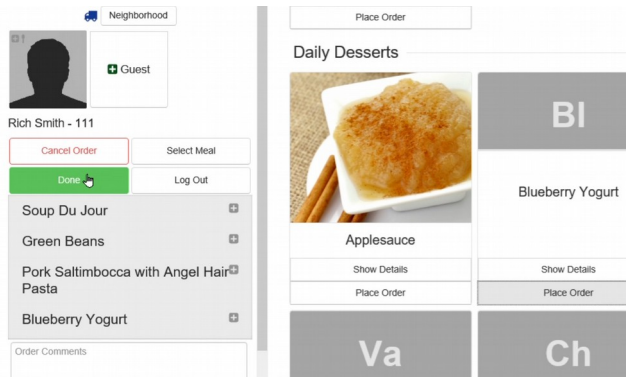 Neighborhood
Guest
Rich Smith - 111
Cancel Order
Select Meal
Done
Log Out
Soup Du Jour
Green Beans
Pork Saltimbocca with Angel Hair
Pasta
Blueberry Yogurt
Order Comments
Place Order
Daily Desserts
Bl
Applesauce
Blueberry Yogurt
Show Details
Show Details
Place Order
Place Order
Va
Ch